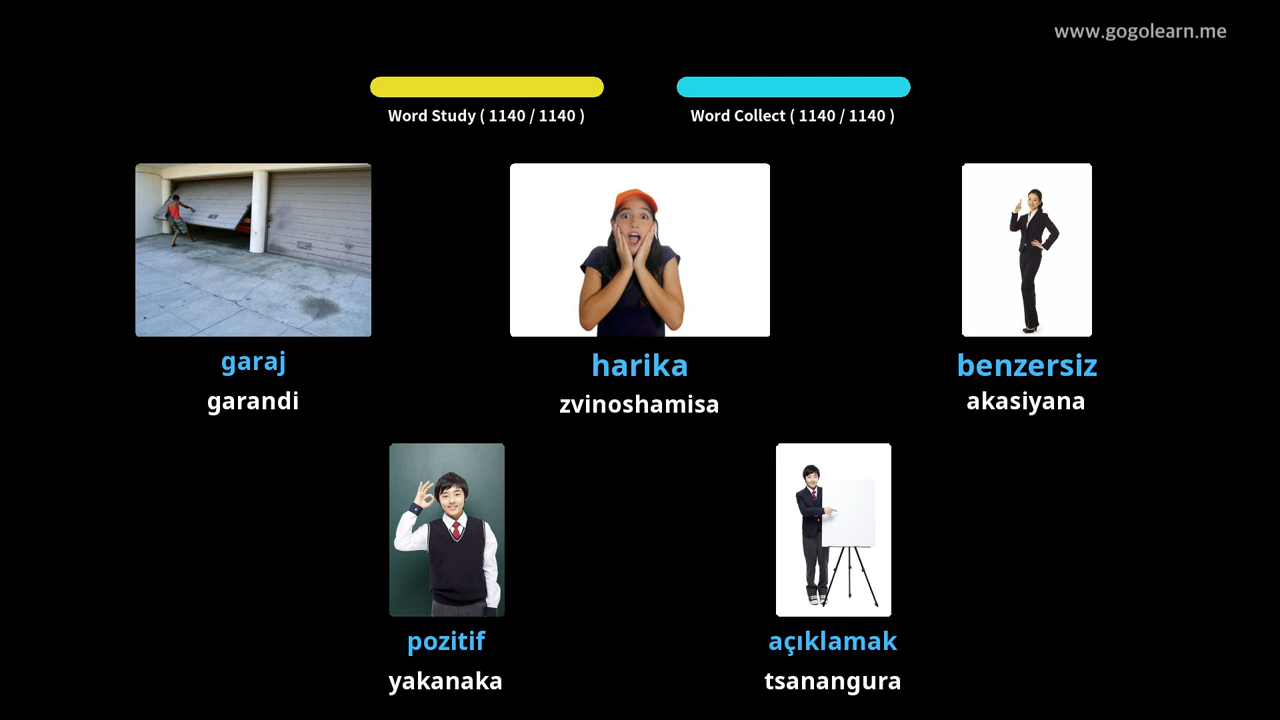 www.gogolearn.me
Word Study ( 1140 / 1140 )
Word Collect ( 1140 / 1140 )
garaj
garandi
harika
zvinoshamisa
benzersiz
akasiyana
pozitif
yakanaka
açıklamak
tsanangura